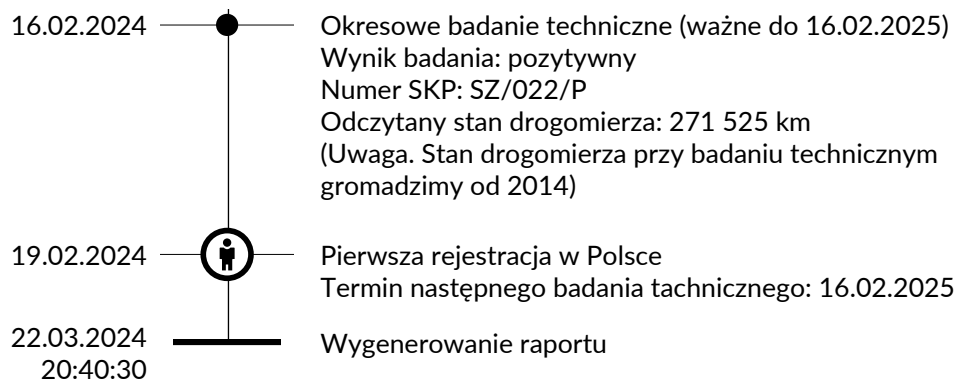 16.02.2024
Okresowe badanie techniczne (ważne do 16.02.2025)
Wynik badania: pozytywny
Numer SKP: SZ/022/P
Odczytany stan drogomierza: 271 525 km
(Uwaga. Stan drogomierza przy badaniu technicznym
gromadzimy od 2014)
19.02.2024
Pierwsza rejestracja w Polsce
Termin następnego badania tachnicznego: 16.02.2025
22.03.2024
20:40:30
Wygenerowanie raportu